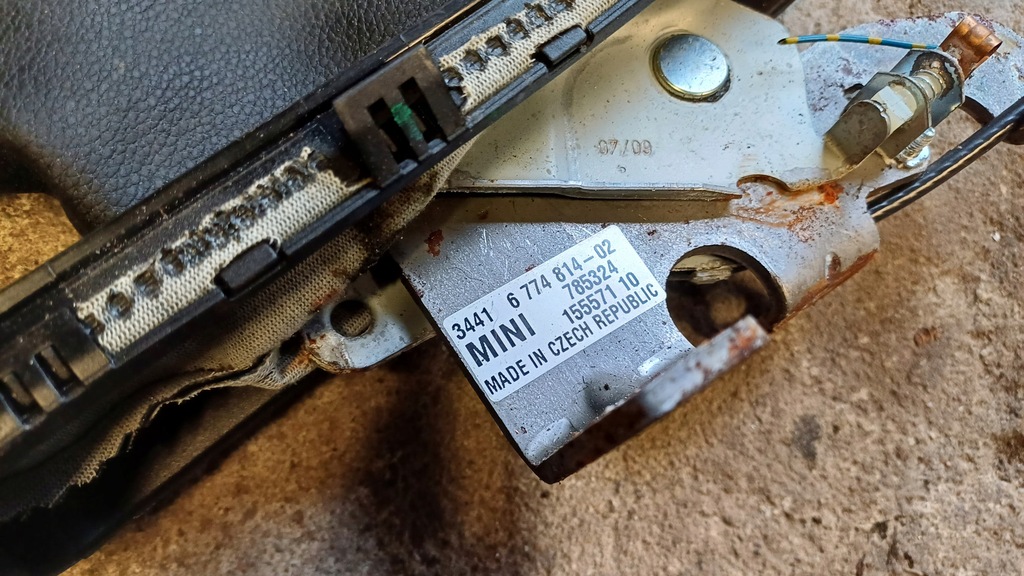 07/09
3441 6 774 814-02
785324
MINI 155571 10
MADE IN CZECH REPUBLIC